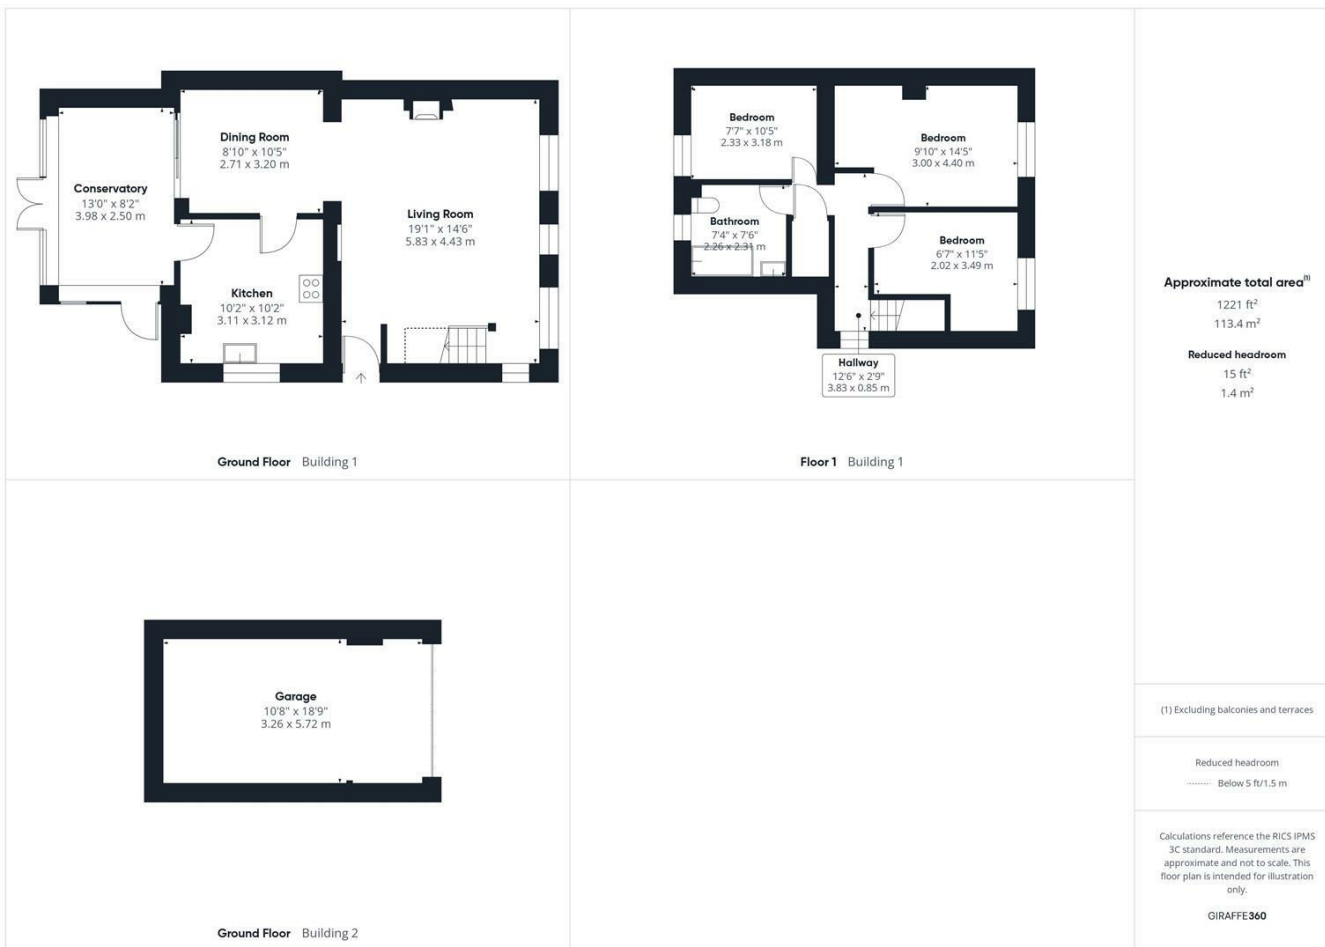 Conservatory
13'0" x 8'2"
3.98 x 2.50 m
Dining Room
8'10" x 10'5"
2.71 x 3.20 m
Kitchen
10'2" x 10'2"
3.11 x 3.12 m
Living Room
19'1" x 14'6"
5.83 x 4.43 m
Ground Floor Building 1
Bedroom
7'7" x 10'5"
2.33 x 3.18 m
Bedroom
9'10" x 14'5"
3.00 x 4.40 m
Bathroom
7'4" x 7'6"
2.26 x 2.31 m
Bedroom
6'7" x 11'5"
2.02 x 3.49 m
Hallway
12'6" x 2'9"
3.83 x 0.85 m
Floor 1 Building 1
Garage
10'8" x 18'9"
3.26 x 5.72 m
Ground Floor Building 2
Approximate total area(1)
1221 ft²
113.4 m²
Reduced headroom
15 ft²
1.4 m²
(1) Excluding balconies and terraces
Reduced headroom
Below 5 ft/1.5 m
Calculations reference the RICS IPMS
3C standard. Measurements are
approximate and not to scale. This
floor plan is intended for illustration
only.
GIRAFFE360